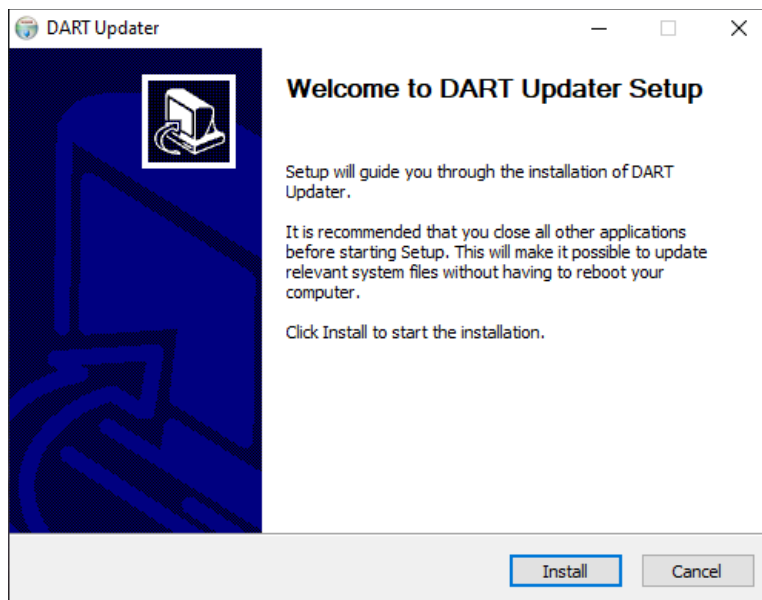 DART Updater
Welcome to DART Updater Setup
Setup will guide you through the installation of DART
Updater.
It is recommended that you close all other applications
before starting Setup. This will make it possible to update
relevant system files without having to reboot your
computer.
Click Install to start the installation.
Install
Cancel